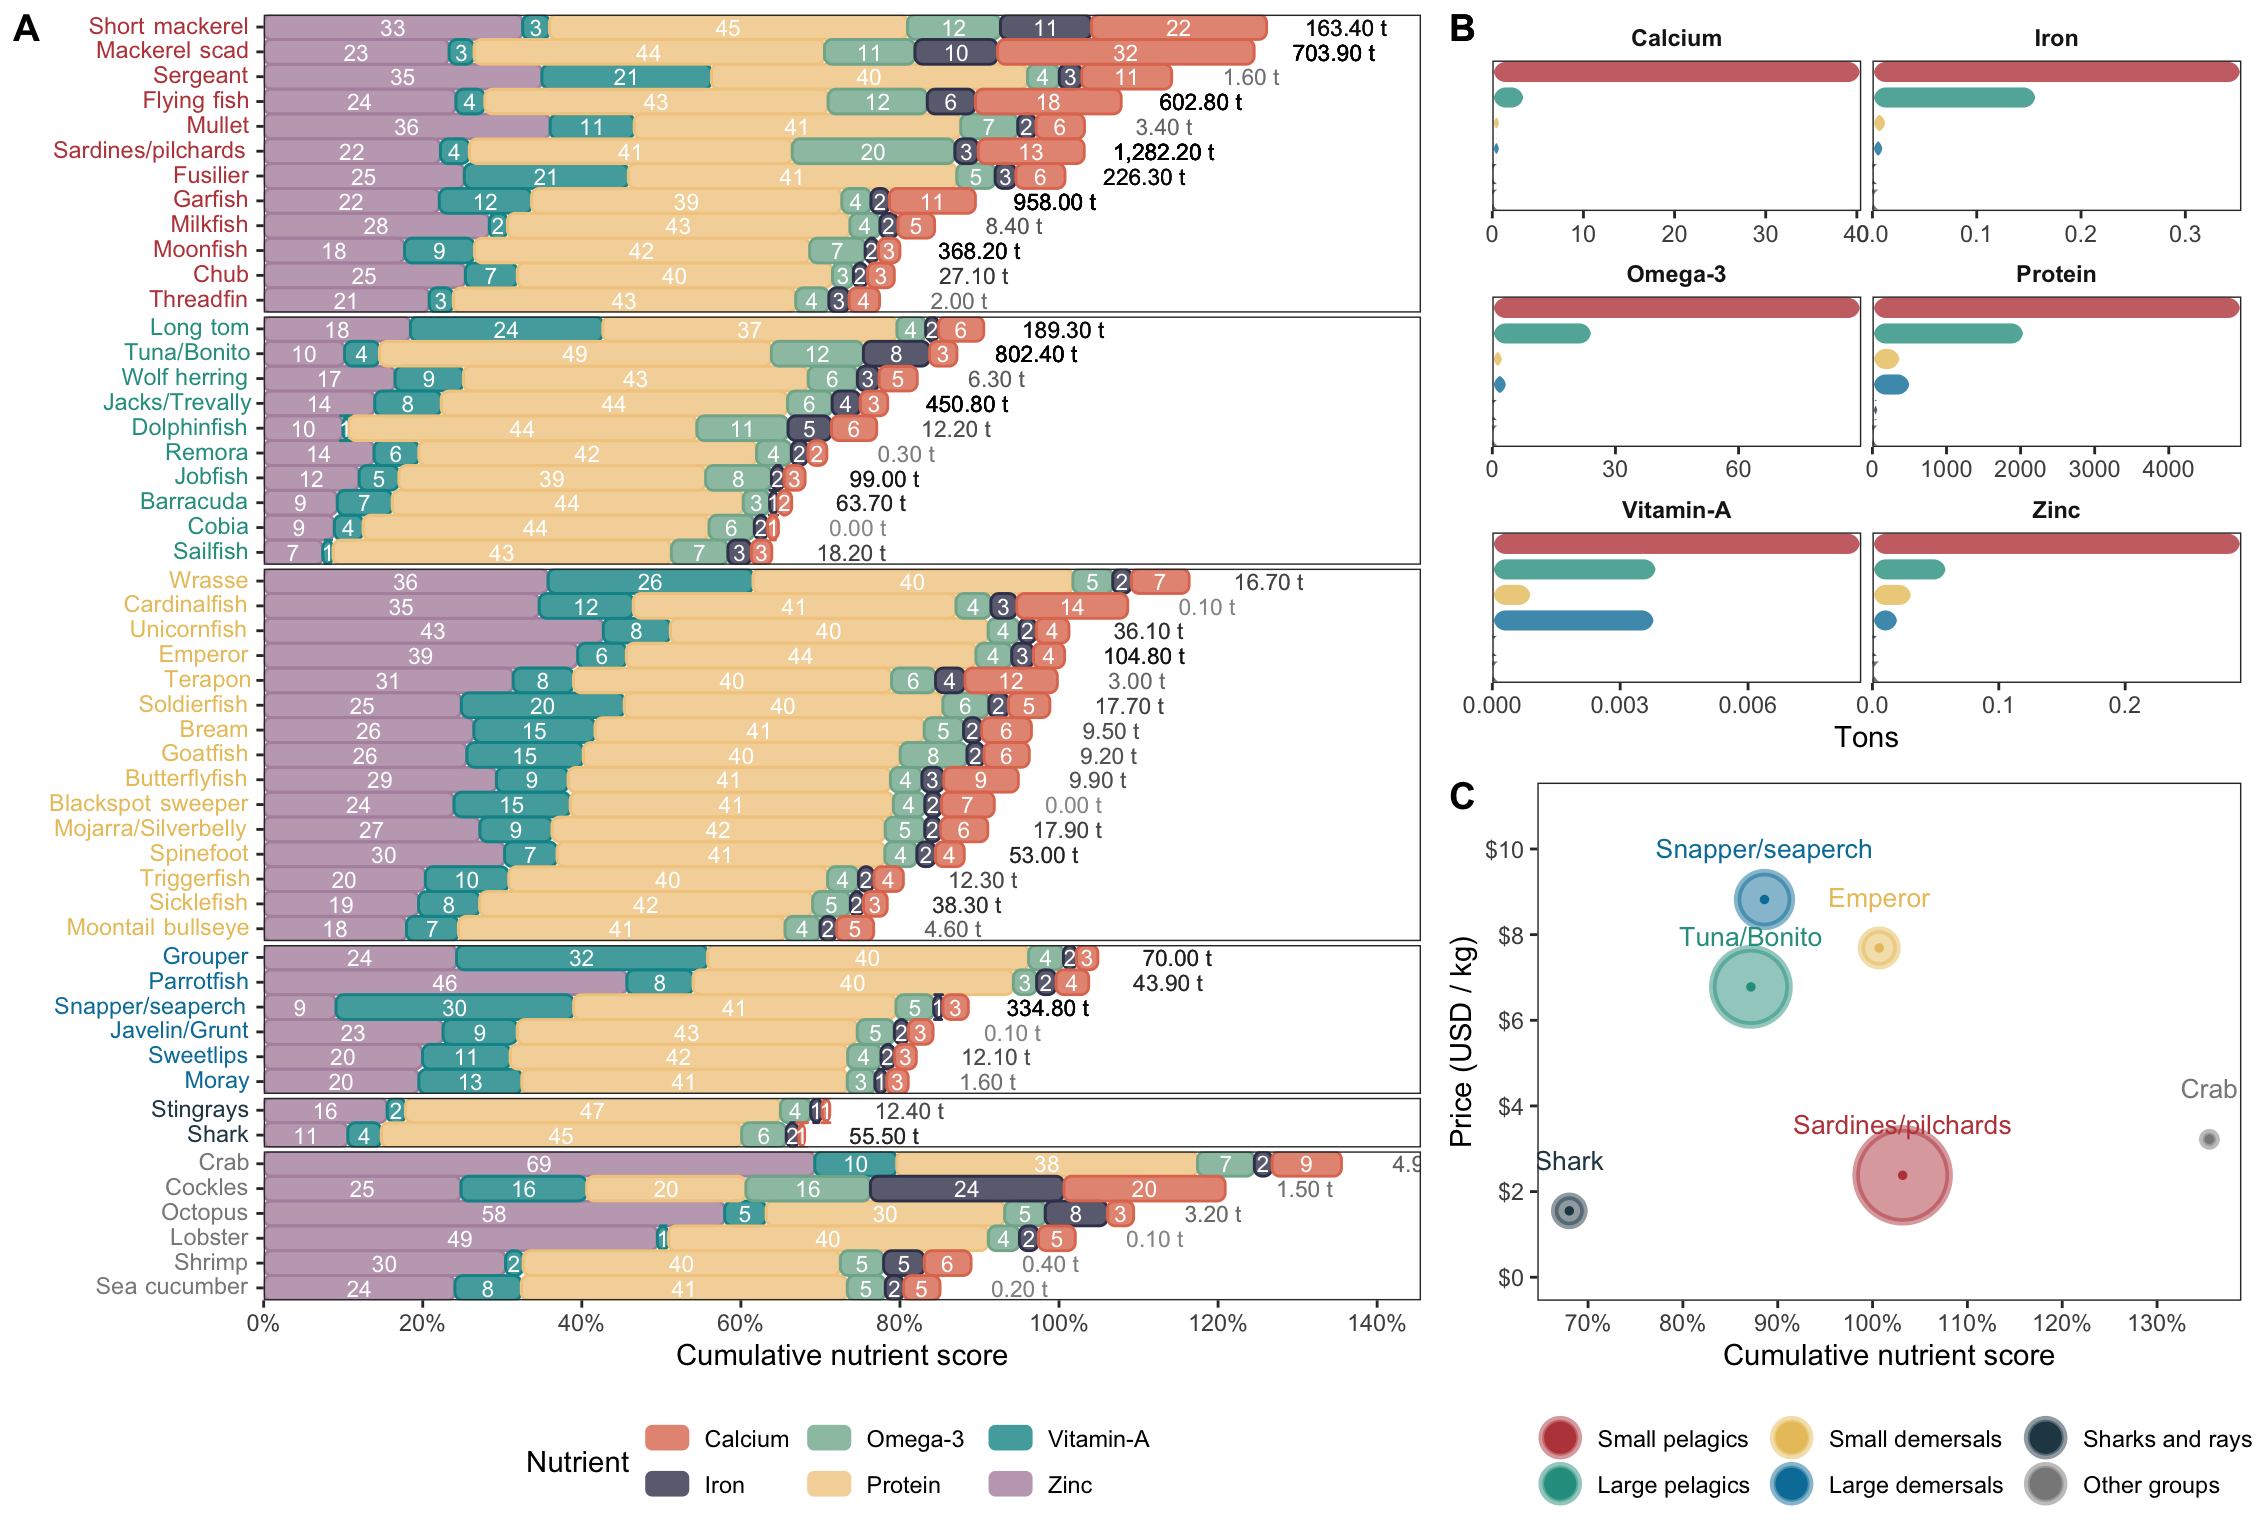 A
Short mackerel 33 3 45 12 11 22 163.40 t
Mackerel scad 23 3 44 11 10 32 703.90 t
Sergeant 35 21 40 4 3 11 1.60 t
Flying fish 24 4 43 12 6 18 602.80 t
Mullet 36 11 41 7 2 6 3.40 t
Sardines/pilchards 22 4 41 20 3 13 1,282.20 t
Fusilier 25 21 41 5 3 6 226.30 t
Garfish 22 12 39 4 2 11 958.00 t
Milkfish 28 2 43 4 2 5 8.40 t
Moonfish 18 9 42 7 2 3 368.20 t
Chub 25 7 40 3 2 3 27.10 t
Threadfin 21 3 43 4 3 4 2.00 t
Long tom 18 24 37 4 2 6 189.30 t
Tuna/Bonito 10 4 49 12 8 3 802.40 t
Wolf herring 17 9 43 6 3 5 6.30 t
Jacks/Trevally 14 8 44 6 4 3 450.80 t
Dolphinfish 10 1 44 11 5 6 12.20 t
Remora 14 6 42 4 2 2 0.30 t
Jobfish 12 5 39 8 2 3 99.00 t
Barracuda 9 7 44 3 1 2 63.70 t
Cobia 9 4 44 6 2 1 0.00 t
Sailfish 7 1 43 7 3 3 18.20 t
Wrasse 36 26 40 5 2 7 16.70 t
Cardinalfish 35 12 41 4 3 14 0.10 t
Unicornfish 43 8 40 4 2 4 36.10 t
Emperor 39 6 44 4 3 4 104.80 t
Terapon 31 8 40 6 4 12 3.00 t
Soldierfish 25 20 40 6 2 5 17.70 t
Bream 26 15 41 5 2 6 9.50 t
Goatfish 26 15 40 8 2 6 9.20 t
Butterflyfish 29 9 41 4 3 9 9.90 t
Blackspot sweeper 24 15 41 4 2 7 0.00 t
Mojarra/Silverbelly 27 9 42 5 2 6 17.90 t
Spinefoot 30 7 41 4 2 4 53.00 t
Triggerfish 20 10 40 4 2 4 12.30 t
Sicklefish 19 8 42 5 2 3 38.30 t
Moontail bullseye 18 7 41 4 2 5 4.60 t
Grouper 24 32 40 4 2 3 70.00 t
Parrotfish 46 8 40 3 2 4 43.90 t
Snapper/seaperch 9 30 41 5 1 3 334.80 t
Javelin/Grunt 23 9 43 5 2 3 0.10 t
Sweetlips 20 11 42 4 2 3 12.10 t
Moray 20 13 41 3 1 3 1.60 t
Stingrays 16 2 47 4 1 1 12.40 t
Shark 11 4 45 6 2 1 55.50 t
Crab 69 10 38 7 2 9 4.9
Cockles 25 16 20 16 24 20 1.50 t
Octopus 58 5 30 5 8 3 3.20 t
Lobster 49 1 40 4 2 5 0.10 t
Shrimp 30 2 40 5 5 6 0.40 t
Sea cucumber 24 8 41 5 2 5 0.20 t
0% 20% 40% 60% 80% 100% 120% 140%
Cumulative nutrient score
Nutrient
Calcium Omega-3 Vitamin-A
Iron Protein Zinc
B
Calcium Iron
0 10 20 30 40 0.0 0.1 0.2 0.3
Omega-3 Protein
0 30 60 0 1000 2000 3000 4000
Vitamin-A Zinc
0.000 0.003 0.006 0.0 0.1 0.2
Tons
C
Price (USD / kg)
$10
$8
$6
$4
$2
$0
Snapper/seaperch
Emperor
Tuna/Bonito
Crab
Sardines/pilchards
Shark
70% 80% 90% 100% 110% 120% 130%
Cumulative nutrient score
Small pelagics Small demersals Sharks and rays
Large pelagics Large demersals Other groups